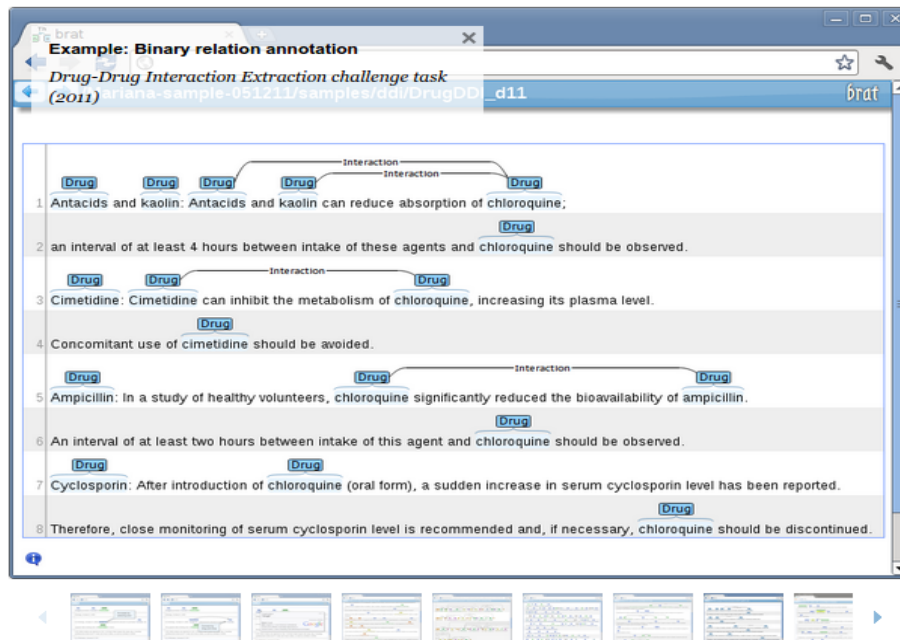 brat
Example: Binary relation annotation
Drug-Drug Interaction Extraction challenge task
(2011)
ariana-sample-051211/samples/ddi/DrugDD _d11
brat
Interaction
Interaction
Drug Drug Drug Drug Drug
1 Antacids and kaolin: Antacids and kaolin can reduce absorption of chloroquine;
Drug
2 an interval of at least 4 hours between intake of these agents and chloroquine should be observed.
Interaction
Drug Drug Drug
3 Cimetidine: Cimetidine can inhibit the metabolism of chloroquine, increasing its plasma level.
Drug
4 Concomitant use of cimetidine should be avoided.
Interaction
Drug Drug Drug
5 Ampicillin: In a study of healthy volunteers, chloroquine significantly reduced the bioavailability of ampicillin.
Drug
6 An interval of at least two hours between intake of this agent and chloroquine should be observed.
Drug Drug
7 Cyclosporin: After introduction of chloroquine (oral form), a sudden increase in serum cyclosporin level has been reported.
Drug
8 Therefore, close monitoring of serum cyclosporin level is recommended and, if necessary, chloroquine should be discontinued.